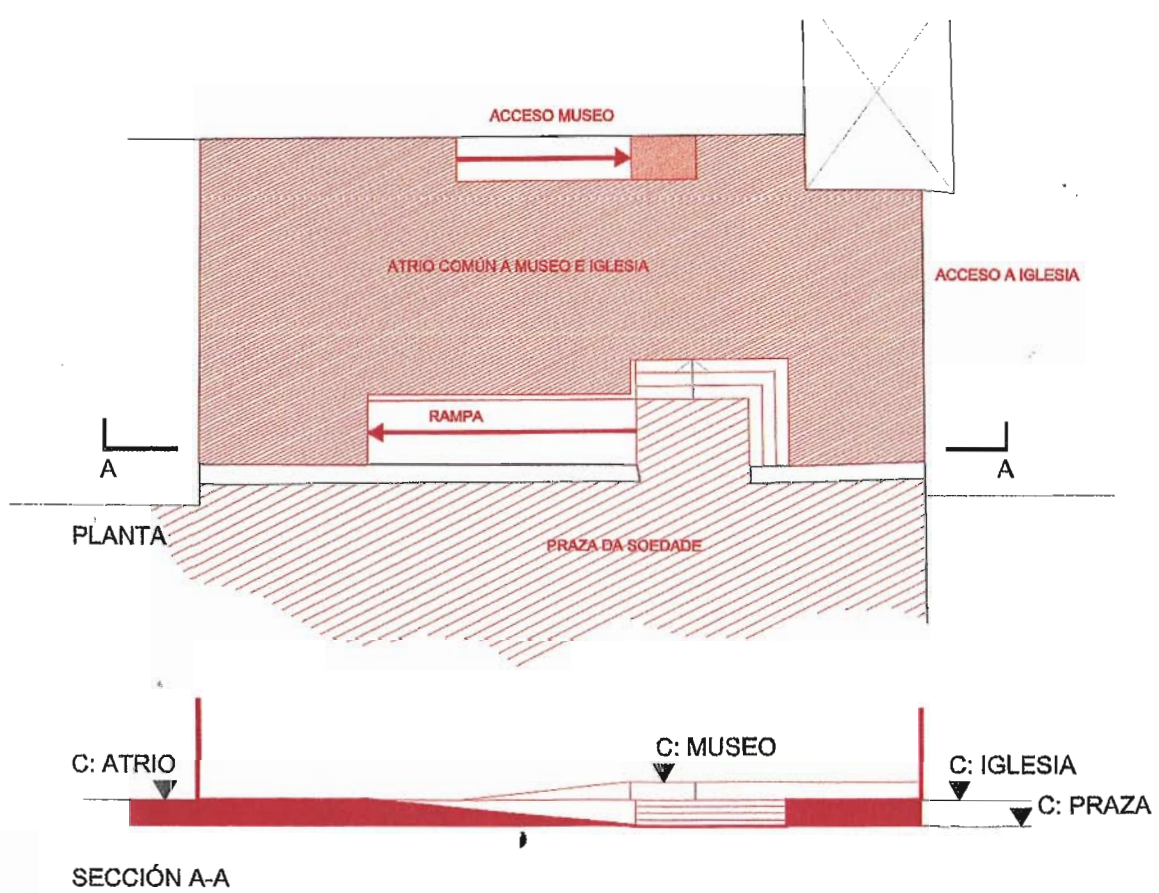 ACCESO MUSEO
ATRIO COMÚN A MUSEO E IGLESIA
ACCESO A IGLESIA
RAMPA
A
A
PLANTA
PRAZA DA SOEDADE
C: MUSEO
C: ATRIO
C: IGLESIA
C: PRAZA
SECCIÓN A-A